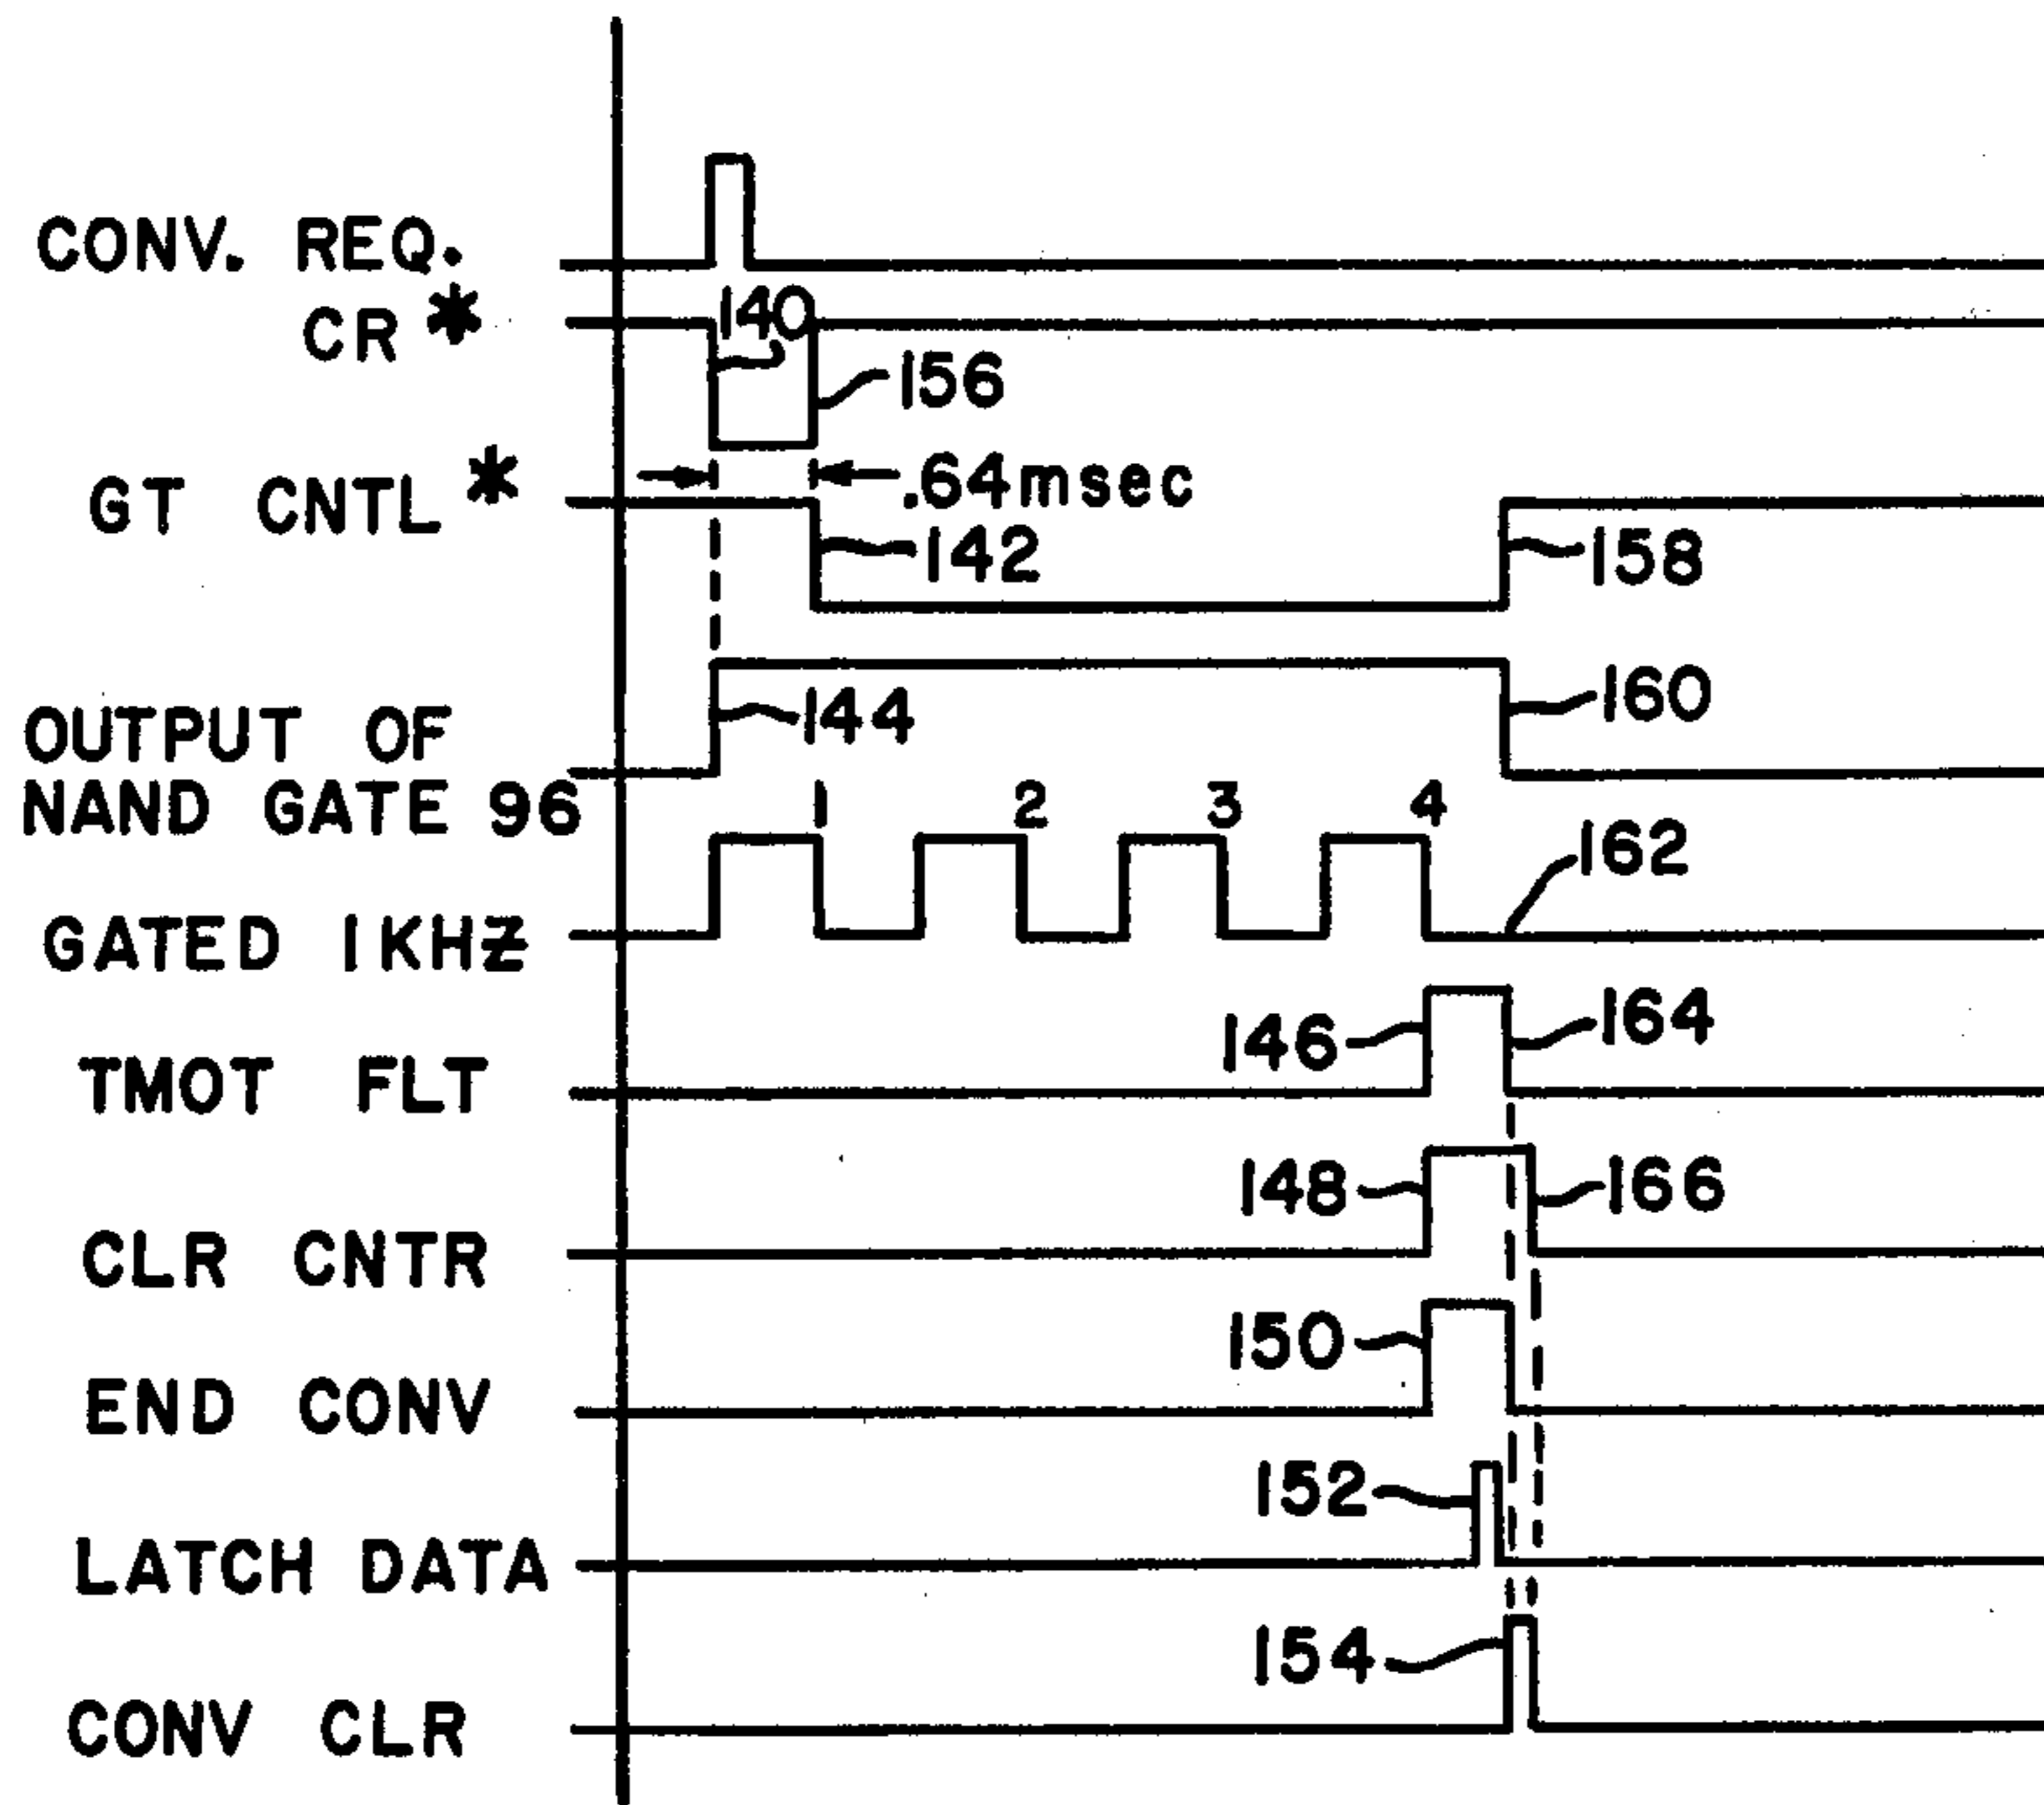 CONV. REQ.
CR *
140
156
GT CNTL *
.64msec
142
158
OUTPUT OF
NAND GATE 96
144
160
1 2 3 4
GATED 1KHZ
162
TMOT FLT
146
164
CLR CNTR
148
166
END CONV
150
LATCH DATA
152
CONV CLR
154